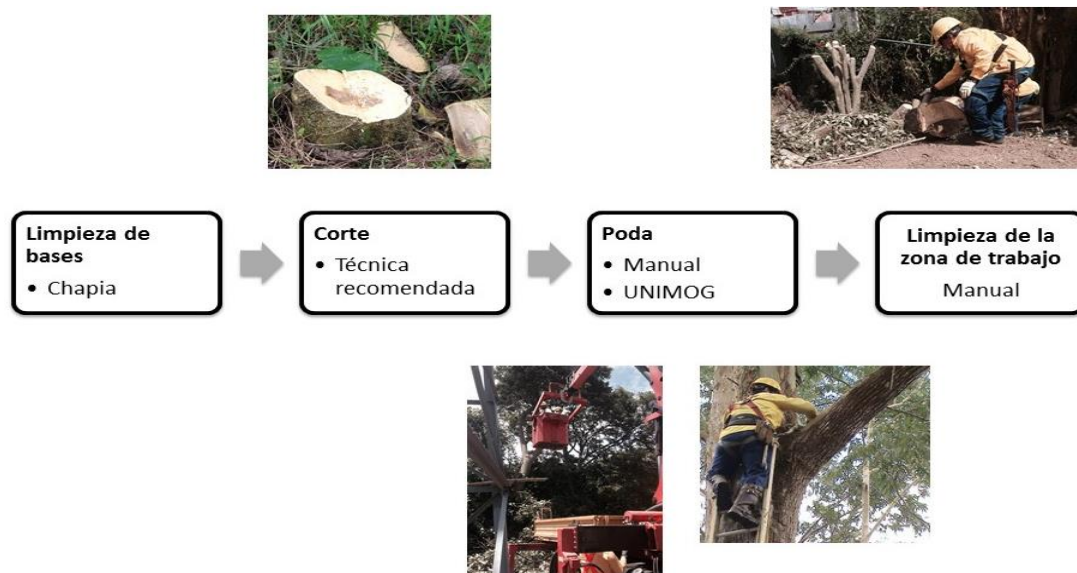 Limpieza de
bases
• Chapia
Corte
• Técnica
recomendada
Poda
• Manual
• UNIMOG
Limpieza de la
zona de trabajo
Manual